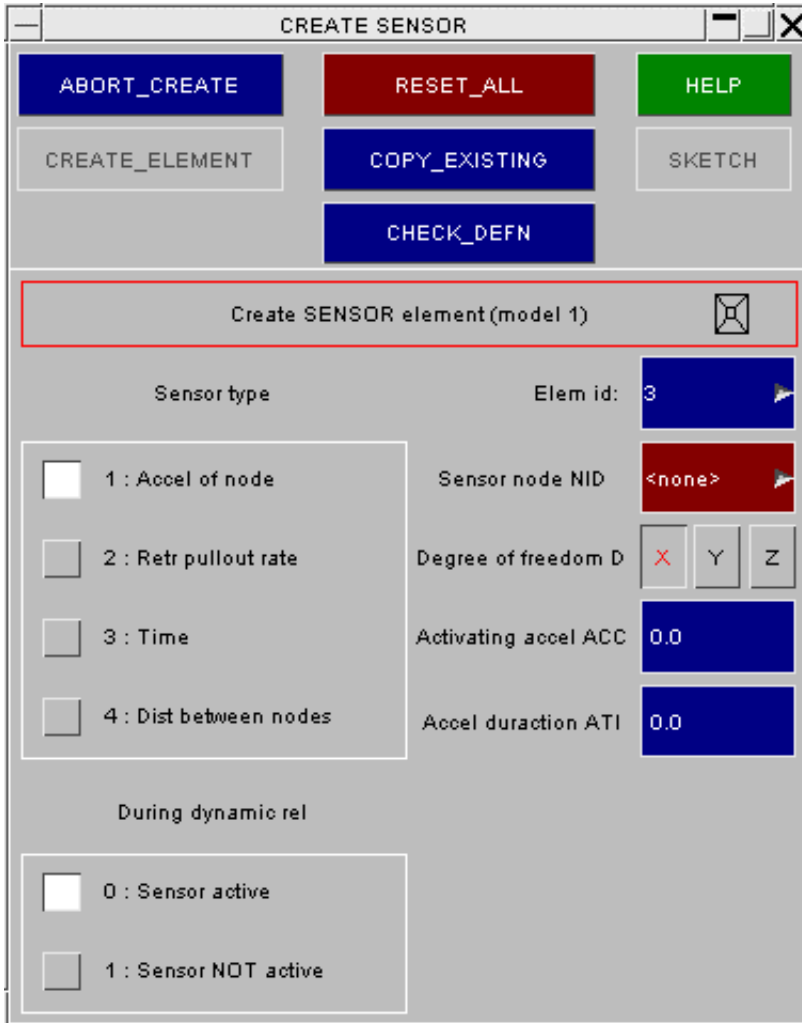 CREATE SENSOR
ABORT_CREATE RESET_ALL HELP
CREATE_ELEMENT COPY_EXISTING SKETCH
CHECK_DEFN
Create SENSOR element (model 1)
Sensor type Elem id: 3
1 : Accel of node Sensor node NID <none>
2 : Retr pullout rate Degree of freedom D X Y Z
3 : Time Activating accel ACC 0.0
4 : Dist between nodes Accel duraction ATI 0.0
During dynamic rel
0 : Sensor active
1 : Sensor NOT active